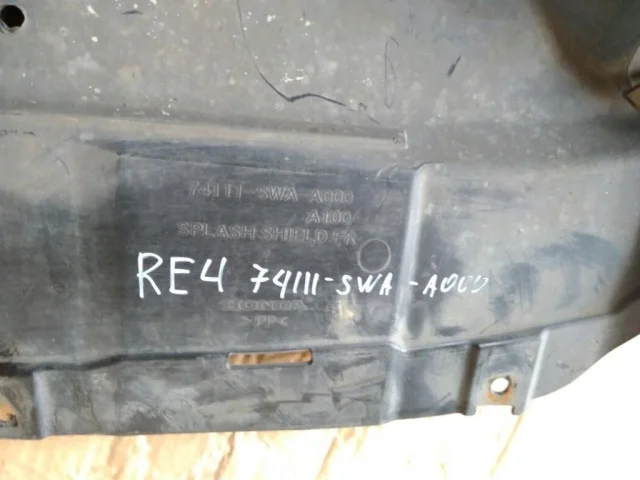 74111-SWA-A000
A100
SPLASH SHIELD FR
RE4 74111-SWA-A000
HONDA
>PP<